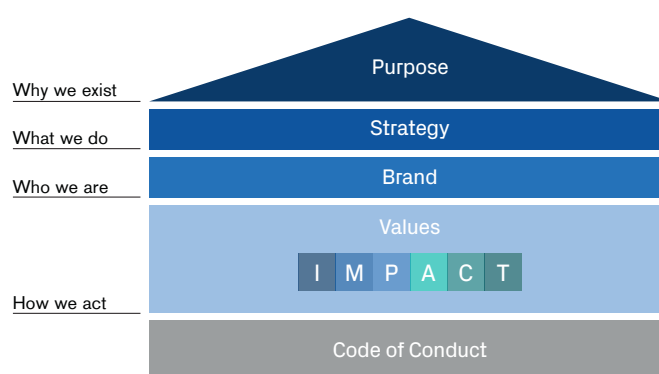 Purpose
Why we exist
Strategy
What we do
Brand
Who we are
Values
I M P A C T
How we act
Code of Conduct